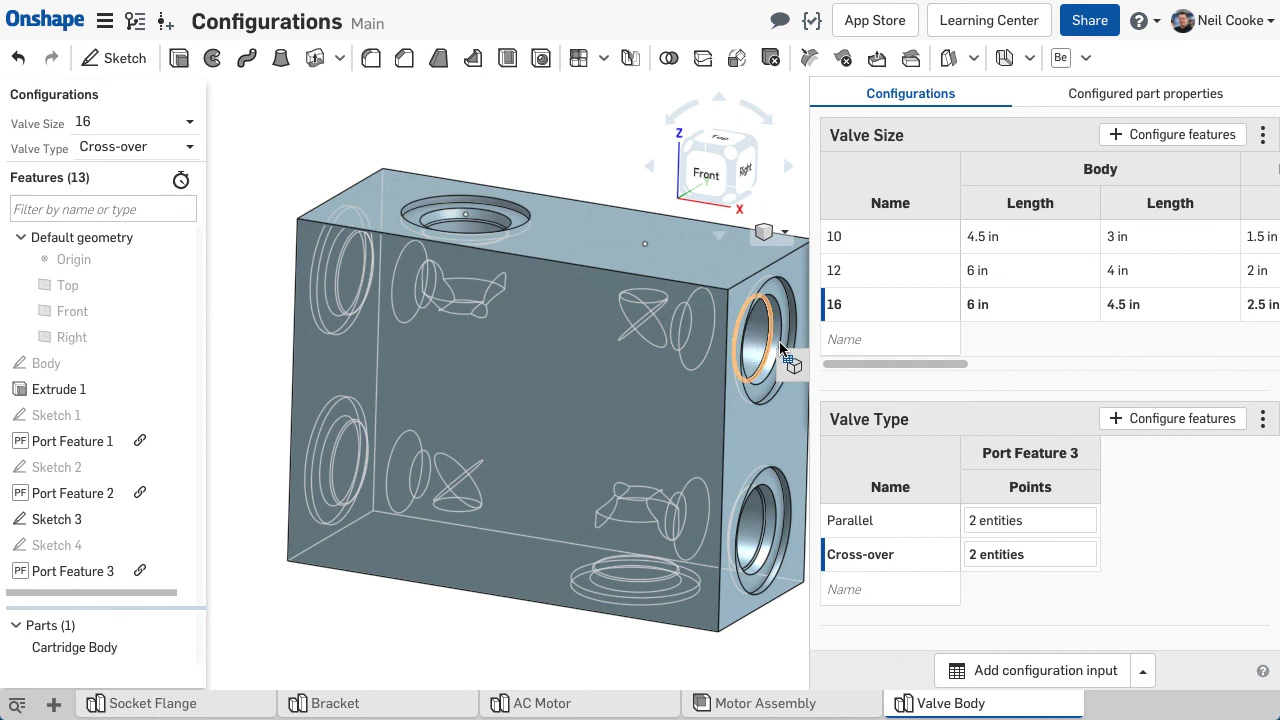 Onshape Configurations Main App Store Learning Center Share Neil Cooke
Sketch Be
Configurations
Valve Size 16
Valve Type Cross-over
Features (13)
Filter by name or type
Default geometry
Origin
Top
Front
Right
Body
Extrude 1
Sketch 1
PF Port Feature 1
Sketch 2
PF Port Feature 2
Sketch 3
Sketch 4
PF Port Feature 3
Parts (1)
Cartridge Body
Z
Top
Front Right
Y
X
Configurations Configured part properties
Valve Size + Configure features
Body
Name Length Length
10 4.5 in 3 in 1.5 in
12 6 in 4 in 2 in
16 6 in 4.5 in 2.5 in
Name
Valve Type + Configure features
Port Feature 3
Name Points
Parallel 2 entities
Cross-over 2 entities
Name
Add configuration input
Socket Flange Bracket AC Motor Motor Assembly Valve Body